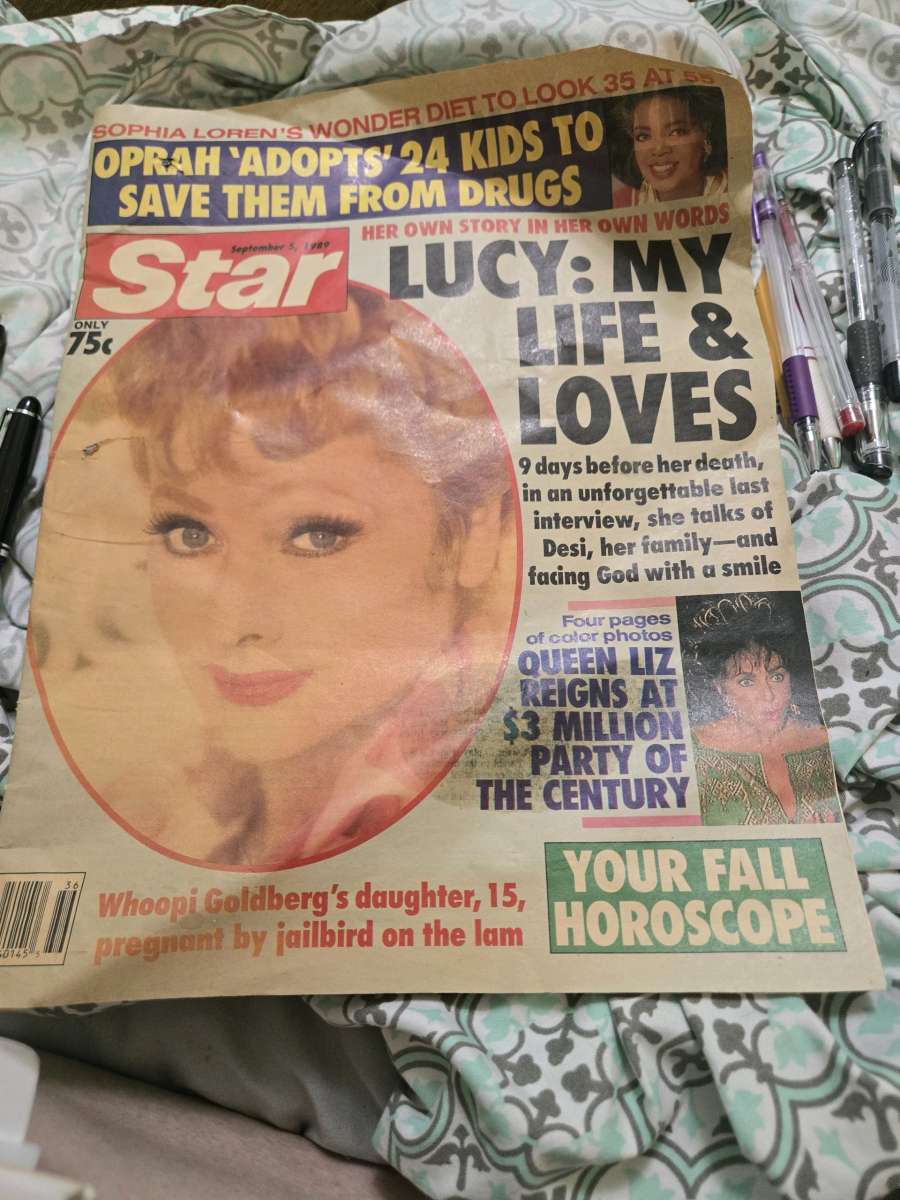 SOPHIA LOREN'S WONDER DIET TO LOOK 35 AT 55
OPRAH 'ADOPTS' 24 KIDS TO
SAVE THEM FROM DRUGS
HER OWN STORY IN HER OWN WORDS
September 5, 1989
Star
ONLY
75¢
LUCY: MY
LIFE &
LOVES
9 days before her death,
in an unforgettable last
interview, she talks of
Desi, her family—and
facing God with a smile
Four pages
of color photos
QUEEN LIZ
REIGNS AT
$3 MILLION
PARTY OF
THE CENTURY
YOUR FALL
HOROSCOPE
Whoopi Goldberg's daughter, 15,
pregnant by jailbird on the lam
36